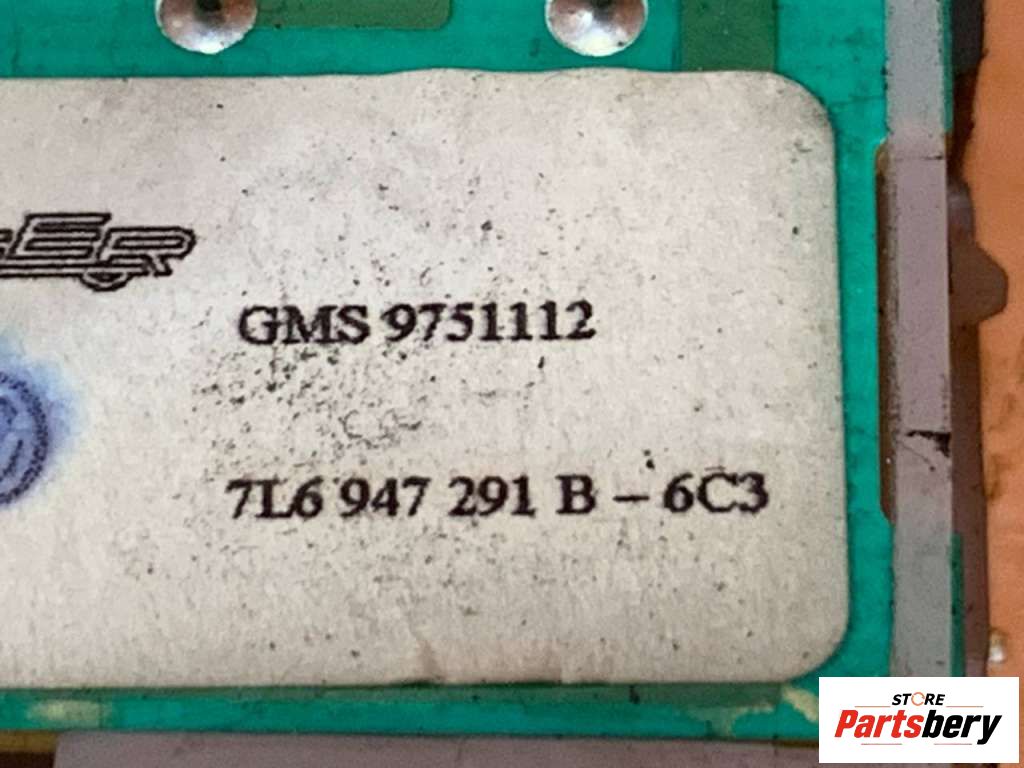 GMS 9751112
7L6 947 291 B – 6C3
STORE
Partsbery